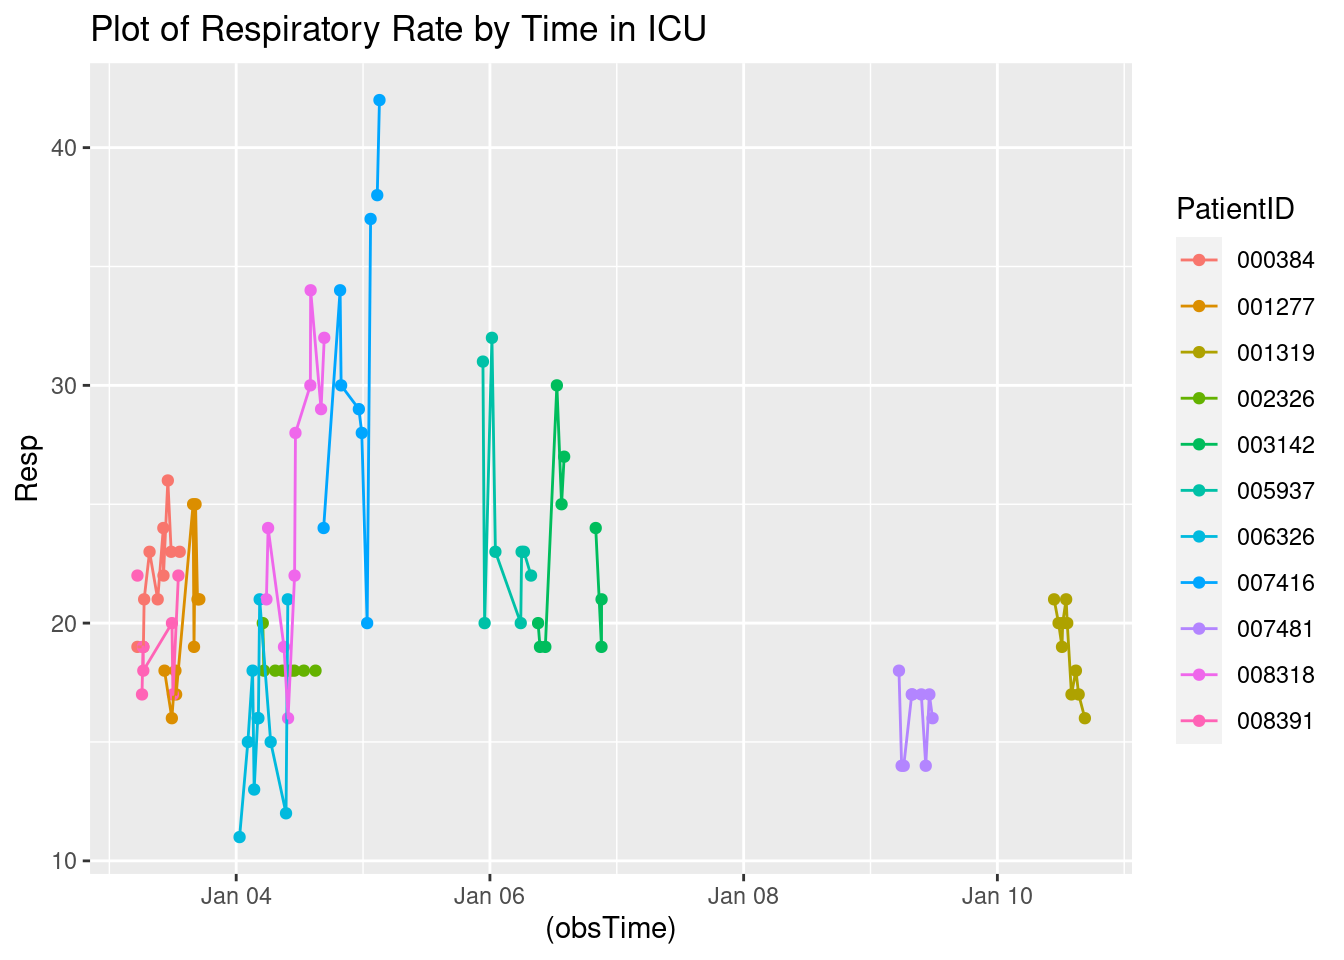 Plot of Respiratory Rate by Time in ICU
Resp
40
30
20
10
Jan 04
Jan 06
Jan 08
Jan 10
(obsTime)
PatientID
000384
001277
001319
002326
003142
005937
006326
007416
007481
008318
008391